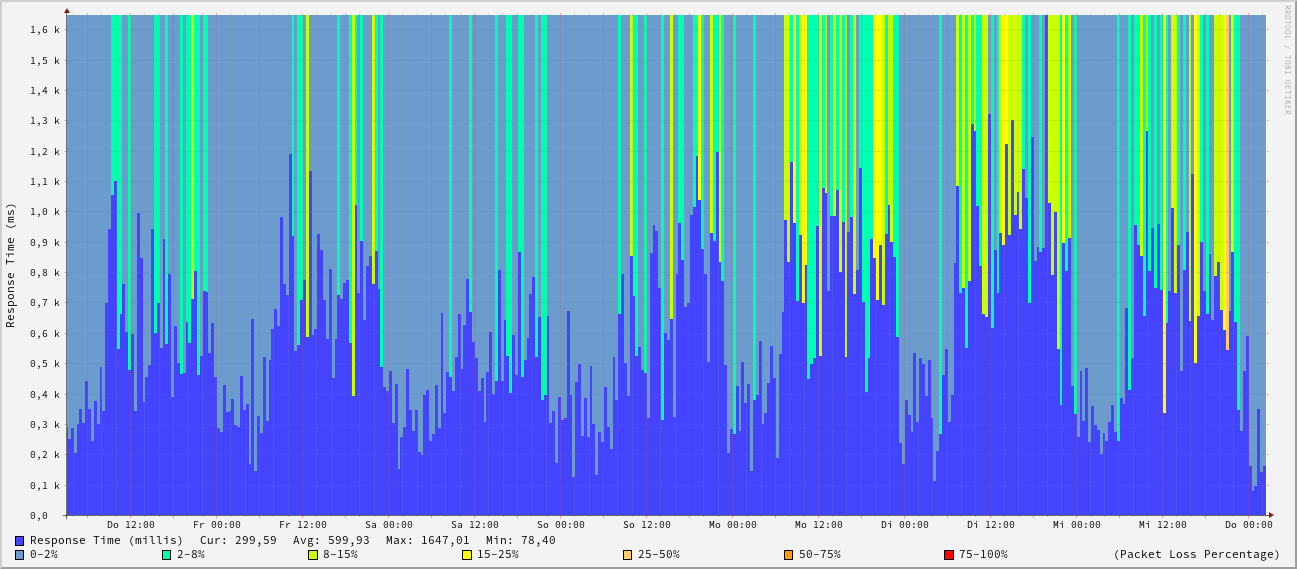 RRDTOOL / TOBI OETIKER
Response Time (ms)
1,6 k
1,5 k
1,4 k
1,3 k
1,2 k
1,1 k
1,0 k
0,9 k
0,8 k
0,7 k
0,6 k
0,5 k
0,4 k
0,3 k
0,2 k
0,1 k
0,0
Do 12:00 Fr 00:00 Fr 12:00 Sa 00:00 Sa 12:00 So 00:00 So 12:00 Mo 00:00 Mo 12:00 Di 00:00 Di 12:00 Mi 00:00 Mi 12:00 Do 00:00
Response Time (millis) Cur: 299,59 Avg: 599,93 Max: 1647,01 Min: 78,40
0-2% 2-8% 8-15% 15-25% 25-50% 50-75% 75-100% (Packet Loss Percentage)